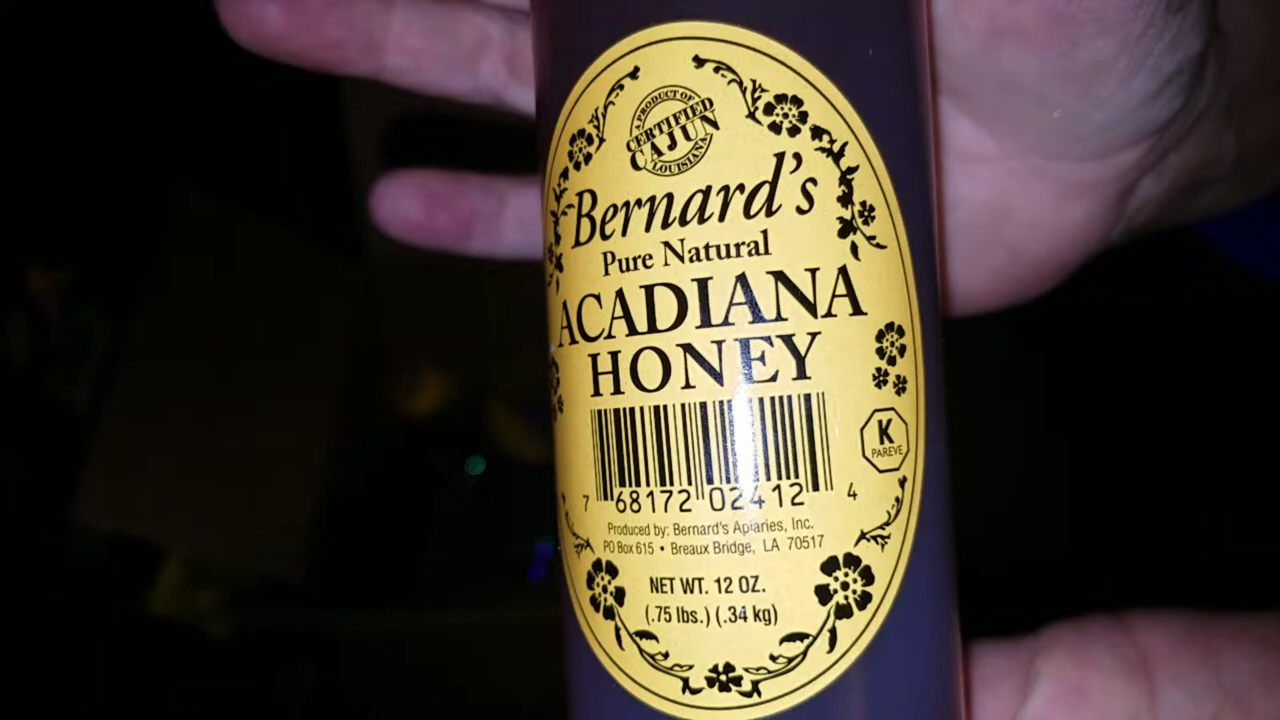 A PRODUCT OF
CERTIFIED
CAJUN
LOUISIANA
Bernard's
Pure Natural
ACADIANA
HONEY
K
PAREVE
7 68172 02412 4
Produced by: Bernard's Apiaries, Inc.
PO Box 615 • Breaux Bridge, LA 70517
NET WT. 12 OZ.
(.75 lbs.) (.34 kg)